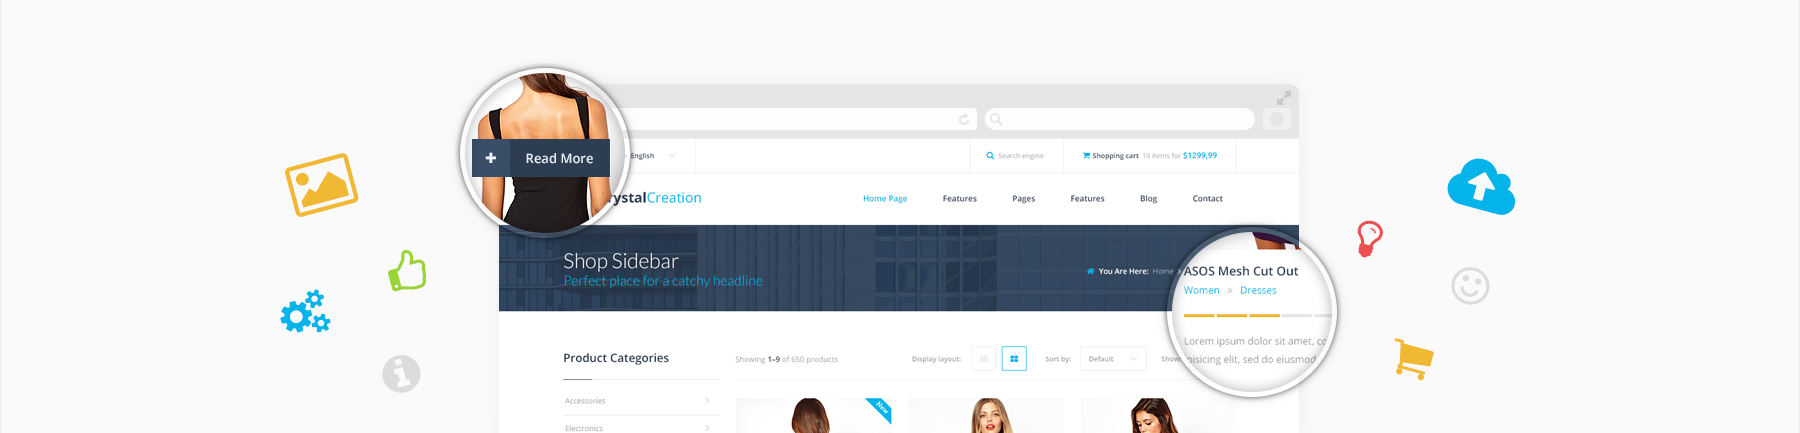 Read More
English
Search engine
Shopping cart 10 items for $1299,99
rystalCreation
Home Page Features Pages Features Blog Contact
Shop Sidebar
Perfect place for a catchy headline
You Are Here: Home
ASOS Mesh Cut Out
Women » Dresses
Lorem ipsum dolor sit amet, co
pisicing elit, sed do eiusmod
Product Categories
Showing 1-9 of 650 products
Display layout:
Sort by: Default
Show
Accessories
Electronics
New